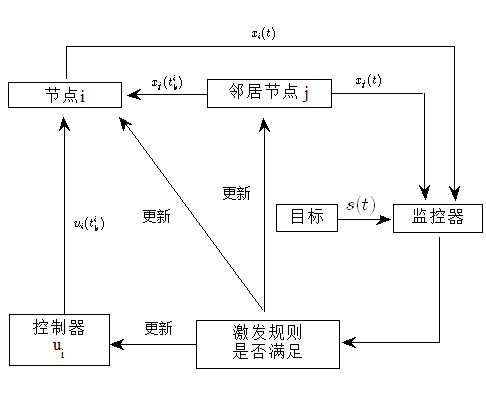 x_i(t)
x_j(t_k^i)
x_j(t)
节点i
邻居节点j
更新
更新
目标
s(t)
监控器
u_i(t_k^i)
控制器
u_i
更新
激发规则
是否满足